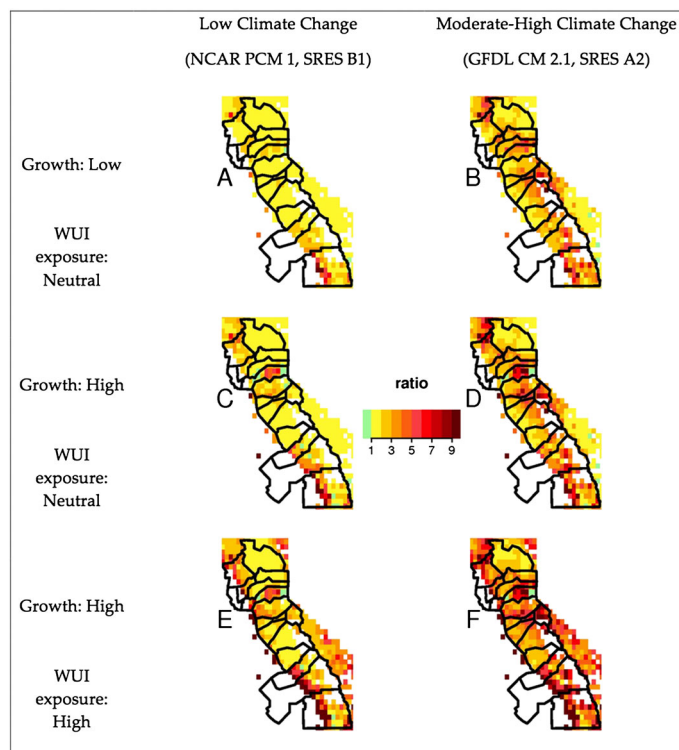 Low Climate Change
Moderate-High Climate Change
(NCAR PCM 1, SRES B1)
(GFDL CM 2.1, SRES A2)
Growth: Low
A
B
WUI
exposure:
Neutral
ratio
1 3 5 7 9
Growth: High
C
D
WUI
exposure:
Neutral
Growth: High
E
F
WUI
exposure:
High